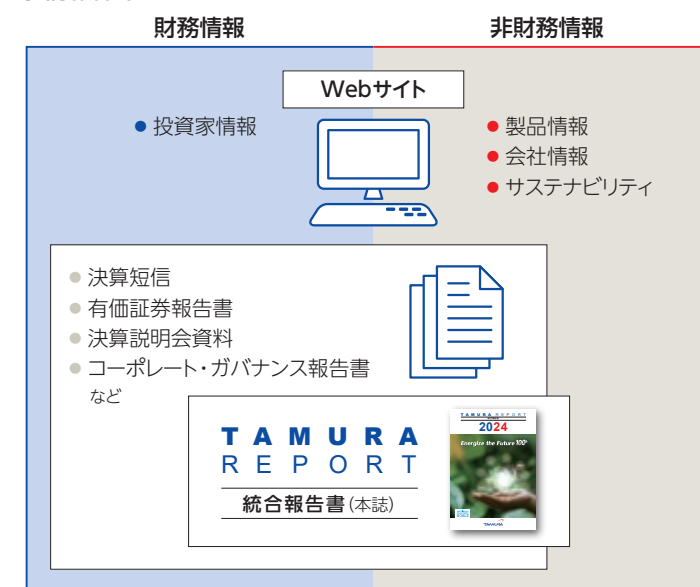 財務情報
非財務情報
Webサイト
● 投資家情報
● 製品情報
● 会社情報
● サステナビリティ
● 決算短信
● 有価証券報告書
● 決算説明会資料
● コーポレート・ガバナンス報告書
など
TAMURA
REPORT
統合報告書(本誌)
TAMURA REPORT
2024
Energize the Future 100
TAMURA